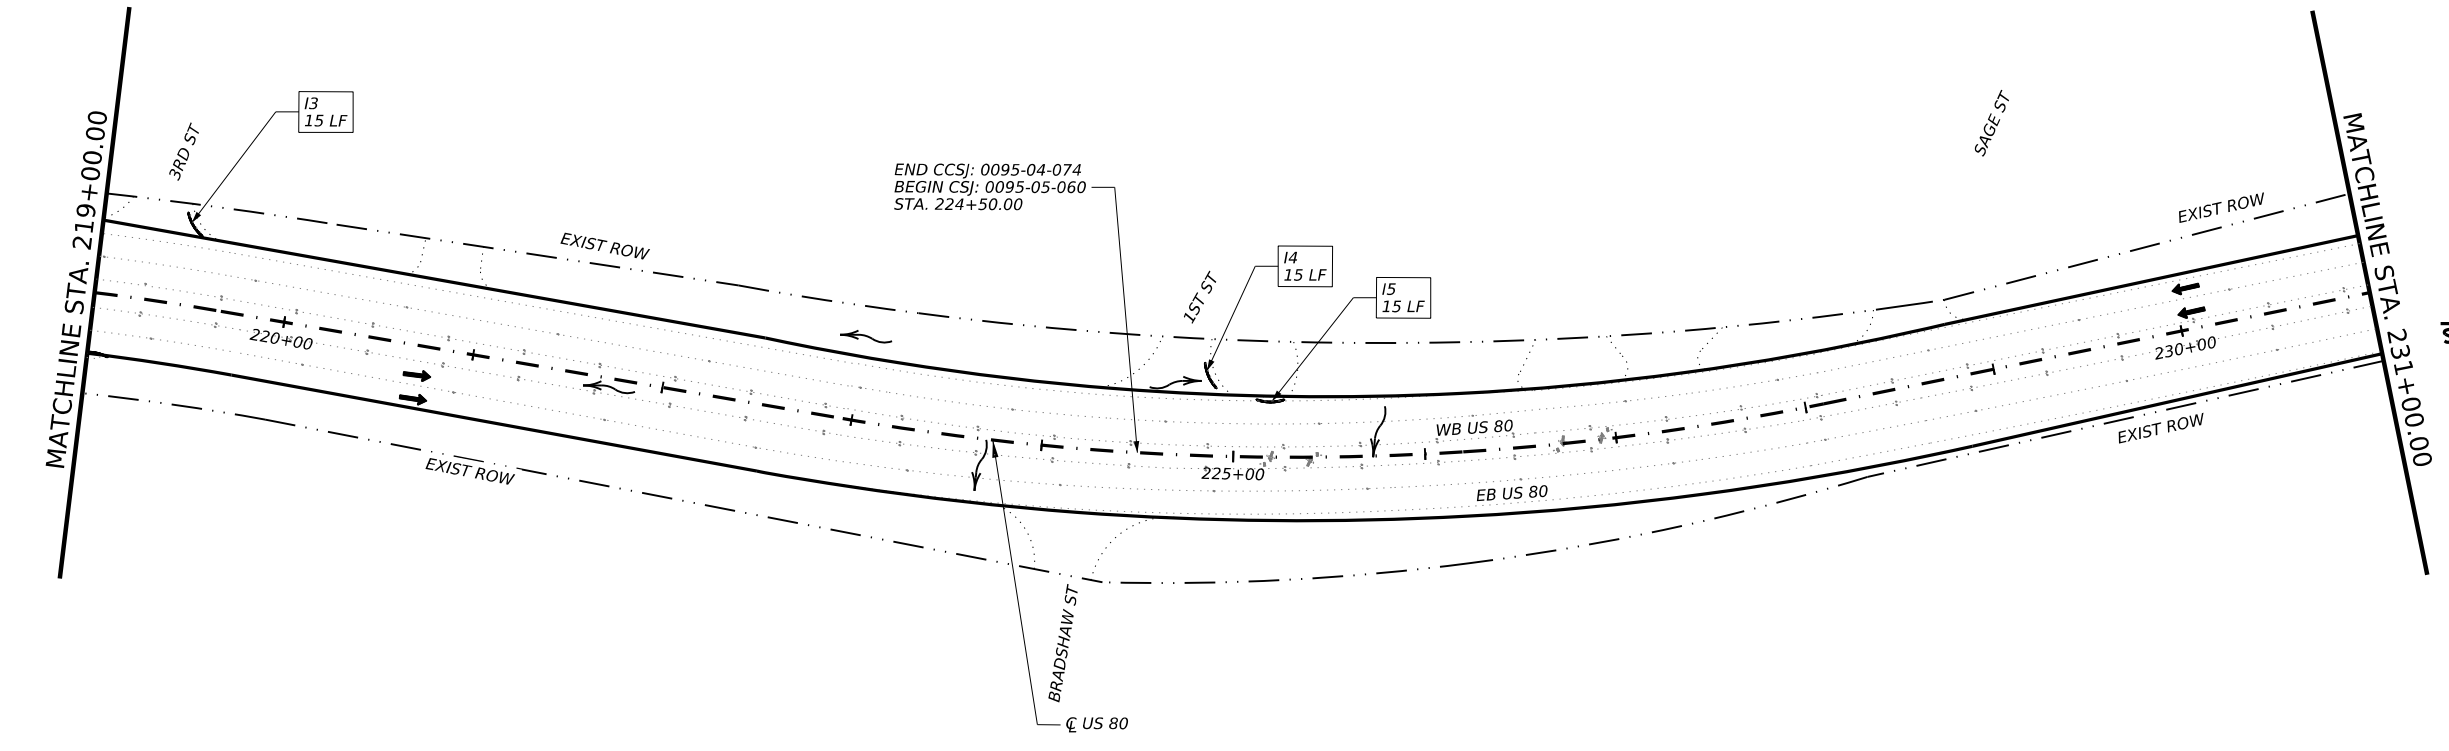 MATCHLINE STA. 219+00.00
3RD ST
I3
15 LF
EXIST ROW
220+00
EXIST ROW
END CCSJ: 0095-04-074
BEGIN CSJ: 0095-05-060
STA. 224+50.00
1ST ST
I4
15 LF
I5
15 LF
225+00
WB US 80
EB US 80
BRADSHAW ST
℄ US 80
SAGE ST
EXIST ROW
230+00
EXIST ROW
MATCHLINE STA. 231+00.00